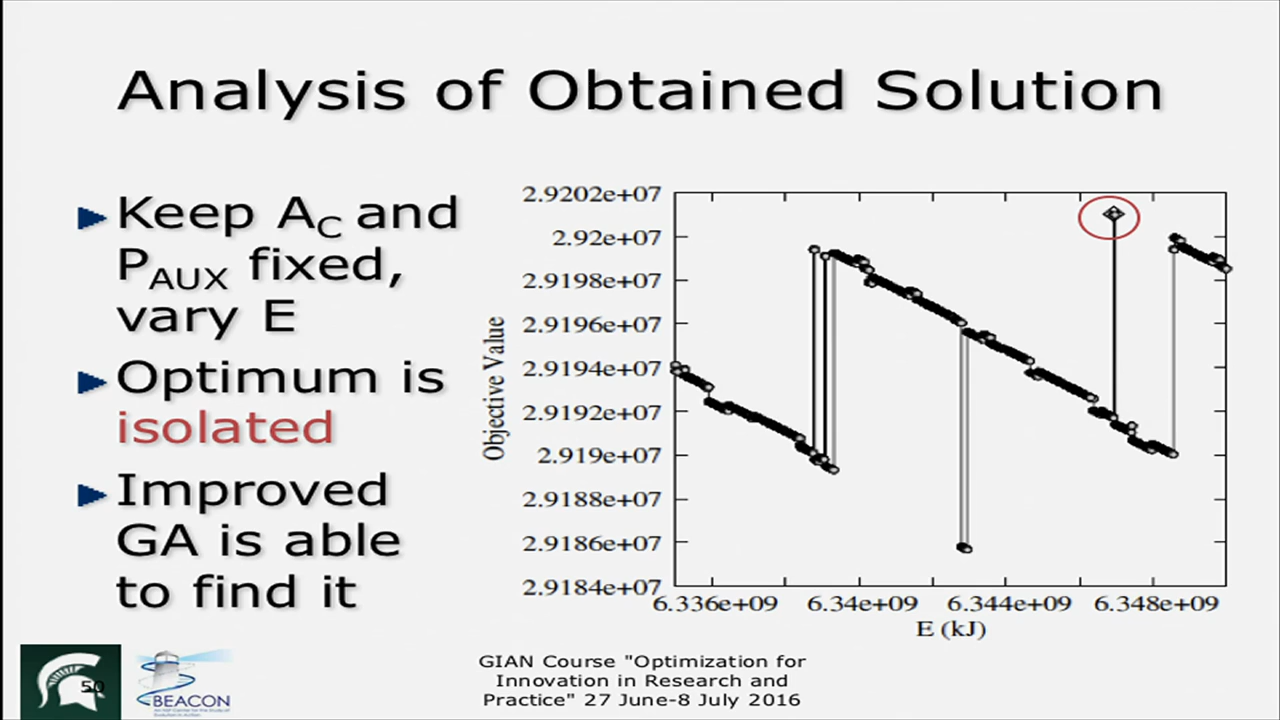 Analysis of Obtained Solution
Keep AC and
PAUX fixed,
vary E
Optimum is
isolated
Improved
GA is able
to find it
Objective Value
2.9202e+07
2.92e+07
2.9198e+07
2.9196e+07
2.9194e+07
2.9192e+07
2.919e+07
2.9188e+07
2.9186e+07
2.9184e+07
6.336e+09 6.34e+09 6.344e+09 6.348e+09
E (kJ)
50
BEACON
GIAN Course "Optimization for
Innovation in Research and
Practice" 27 June-8 July 2016